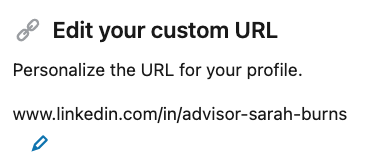 Edit your custom URL
Personalize the URL for your profile.
www.linkedin.com/in/advisor-sarah-burns